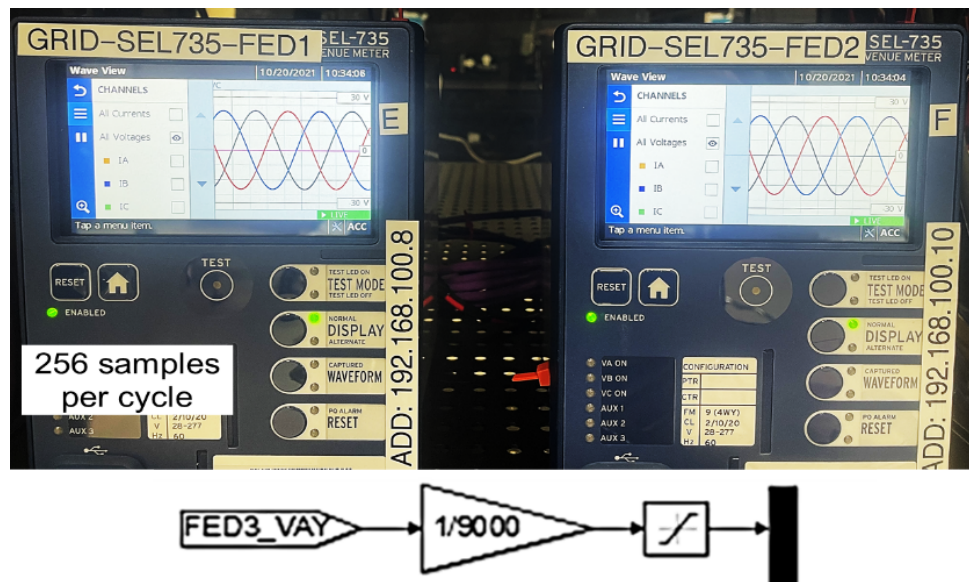 GRID-SEL735-FED1
SEL-735
VENUE METER
Wave View
10/20/2021
10:34:06
CHANNELS
30 V
All Currents
All Voltages
0
IA
IB
IC
30 V
LIVE
Tap a menu item.
ACC
E
RESET
TEST
ENABLED
TEST LED ON
TEST MODE
TEST LED OFF
NORMAL
DISPLAY
ALTERNATE
CAPTURED
WAVEFORM
PQ ALARM
RESET
256 samples
per cycle
AUX 2
AUX 3
CL 2/10/20
V 28-277
Hz 60
ADD: 192.168.100.8
GRID-SEL735-FED2
SEL-735
VENUE METER
Wave View
10/20/2021
10:34:04
CHANNELS
30 V
All Currents
All Voltages
0
IA
IB
IC
-30 V
LIVE
Tap a menu item.
ACC
F
RESET
TEST
ENABLED
TEST LED ON
TEST MODE
TEST LED OFF
NORMAL
DISPLAY
ALTERNATE
CAPTURED
WAVEFORM
PQ ALARM
RESET
VA ON
VB ON
VC ON
AUX 1
AUX 2
AUX 3
CONFIGURATION
PTR
CTR
FM 9 (4WY)
CL 2/10/20
V 28-277
Hz 60
ADD: 192.168.100.10
FED3_VAY
1/9000